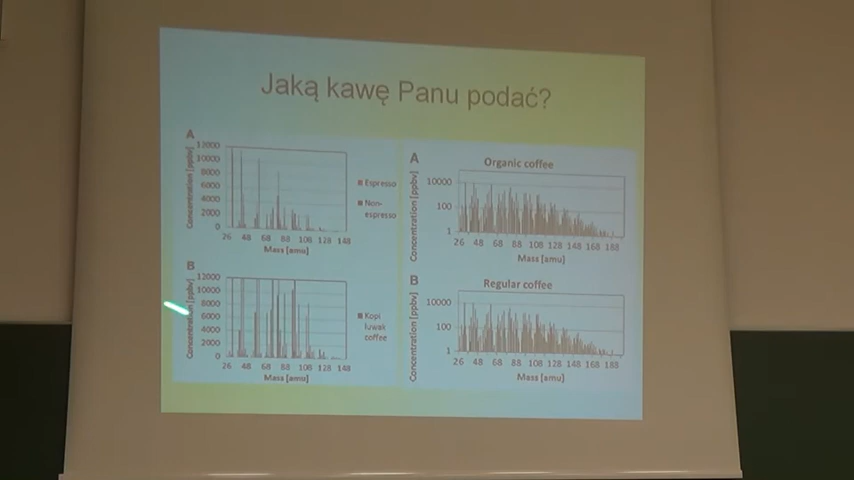 Jaką kawę Panu podać?
A
Concentration [ppbv]
12000
10000
8000
6000
4000
2000
0
26 48 68 88 108 128 148
Mass [amu]
Espresso
Non-
espresso
B
Concentration [ppbv]
12000
10000
8000
6000
4000
2000
0
26 48 68 88 108 128 148
Mass [amu]
Kopi
luwak
coffee
A
Organic coffee
Concentration [ppbv]
10000
100
1
26 48 68 88 108 128 148 168 188
Mass [amu]
B
Regular coffee
Concentration [ppbv]
10000
100
1
26 48 68 88 108 128 148 168 188
Mass [amu]